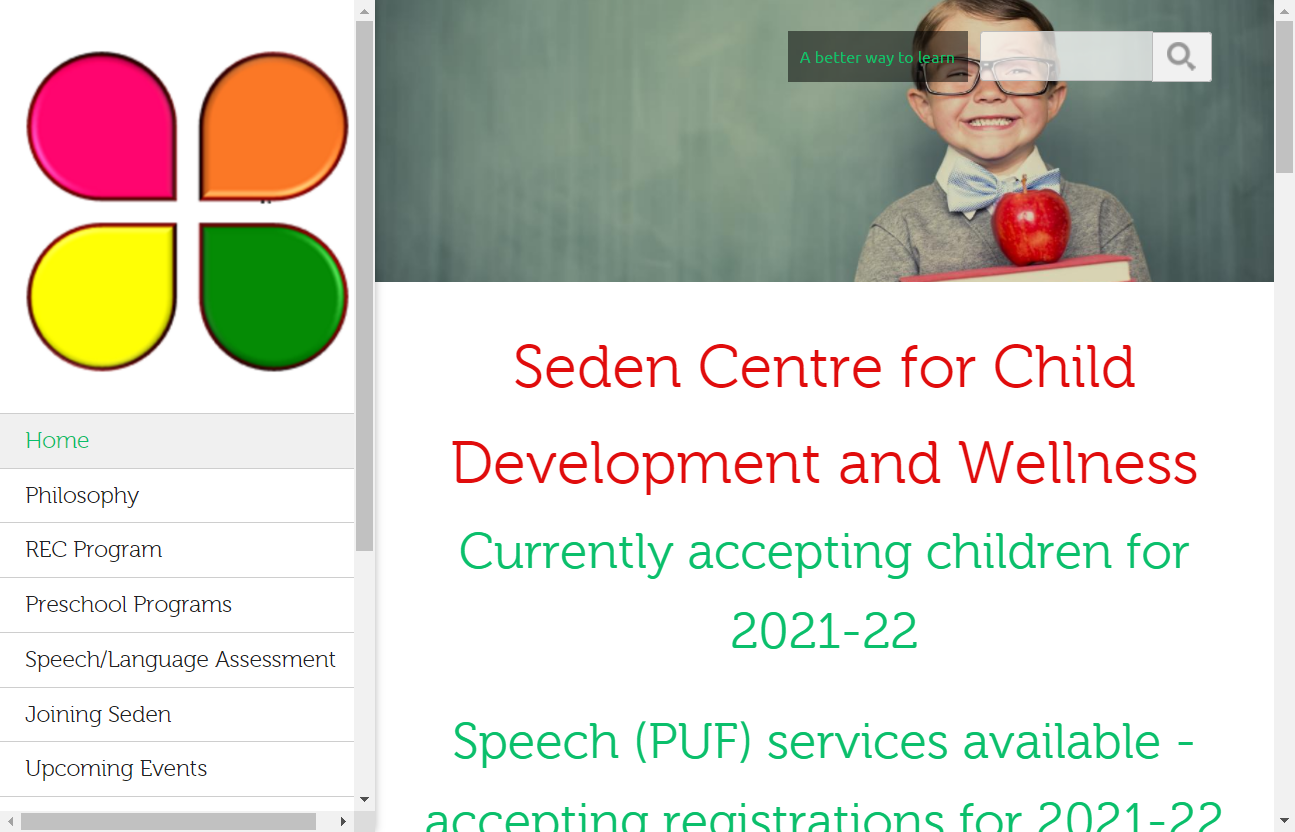 A better way to learn
Home
Philosophy
REC Program
Preschool Programs
Speech/Language Assessment
Joining Seden
Upcoming Events
Seden Centre for Child
Development and Wellness
Currently accepting children for
2021-22
Speech (PUF) services available -
accepting registrations for 2021-22